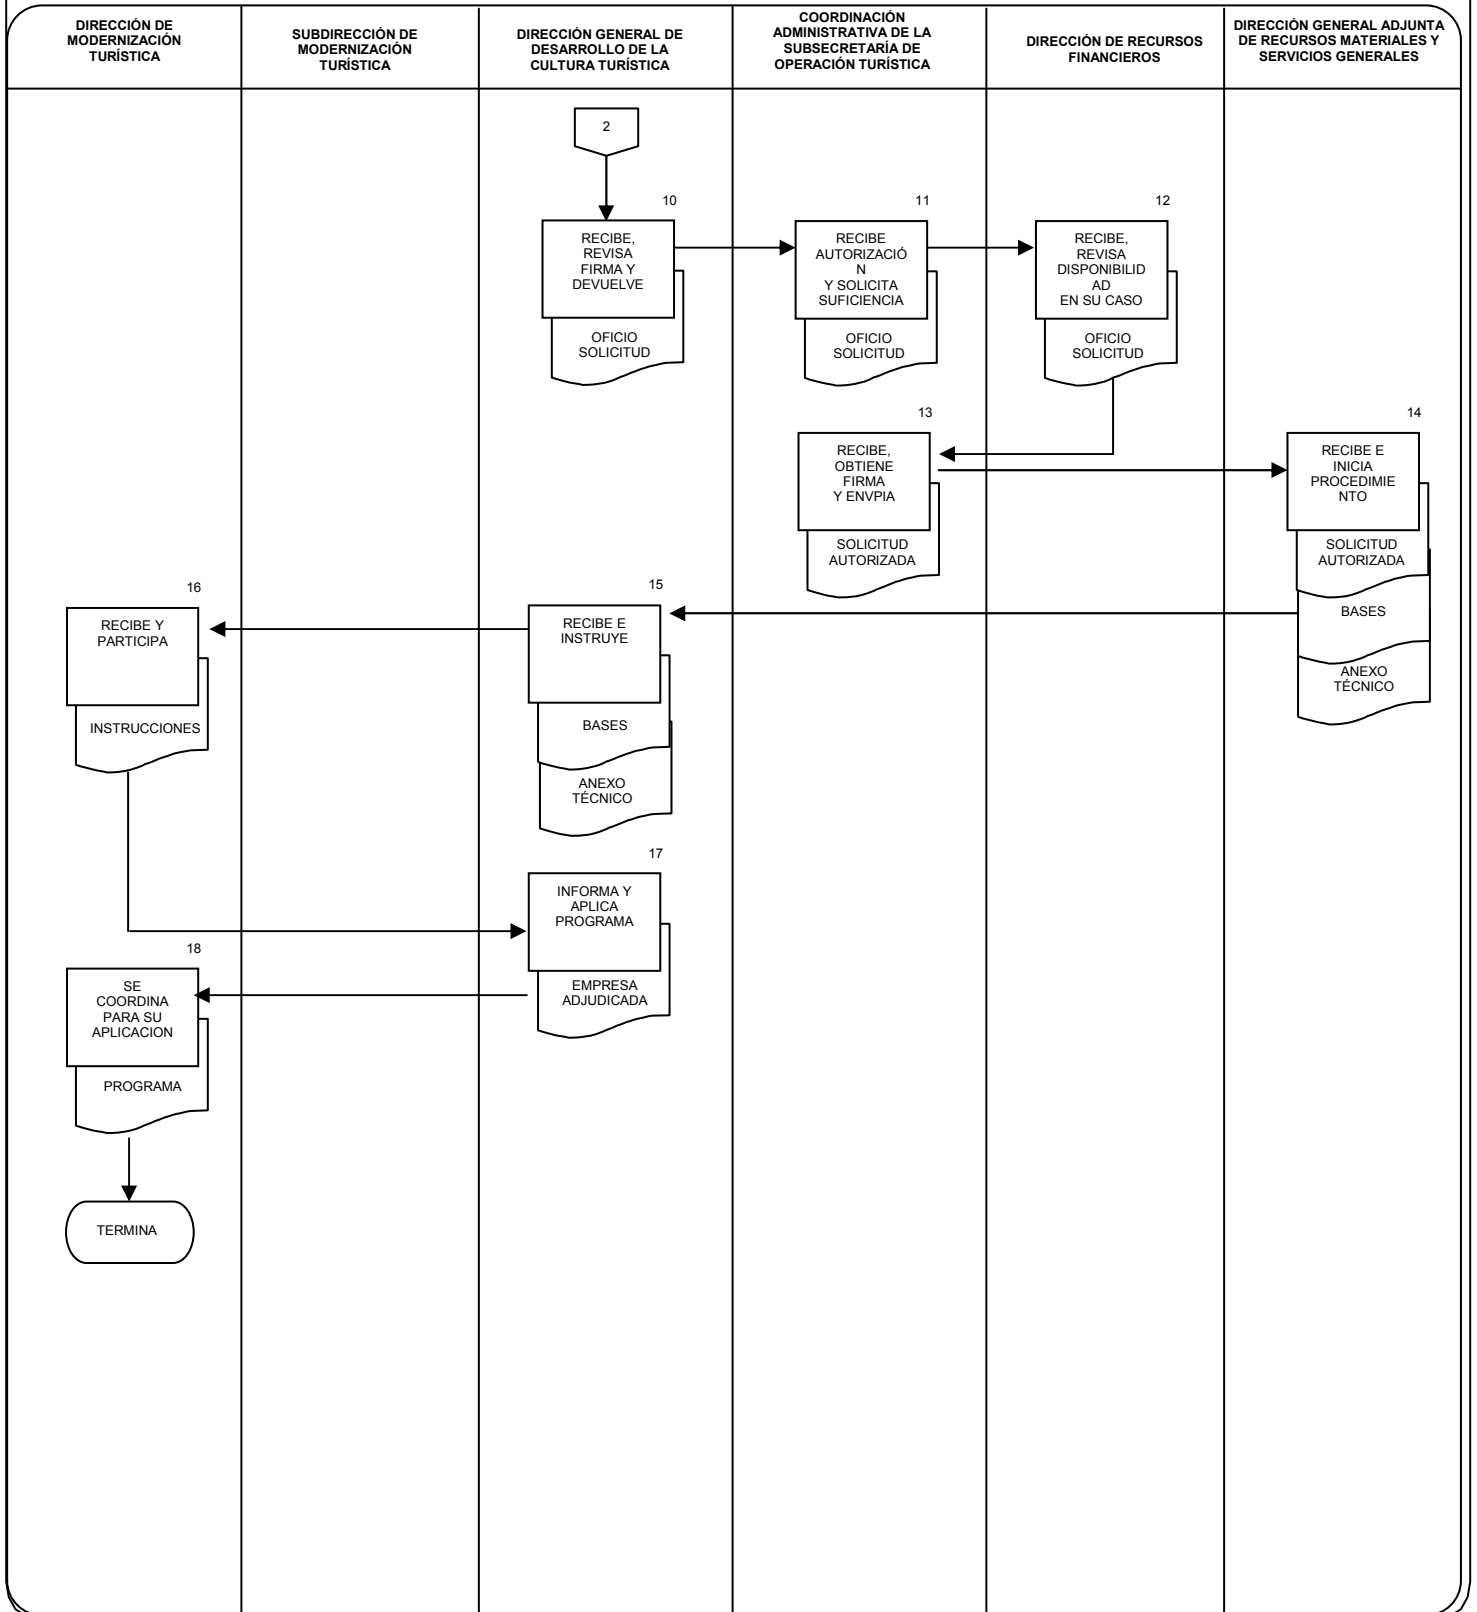 DIRECCIÓN DE
MODERNIZACIÓN
TURÍSTICA
SUBDIRECCIÓN DE
MODERNIZACIÓN
TURÍSTICA
DIRECCIÓN GENERAL DE
DESARROLLO DE LA
CULTURA TURÍSTICA
COORDINACIÓN
ADMINISTRATIVA DE LA
SUBSECRETARÍA DE
OPERACIÓN TURÍSTICA
DIRECCIÓN DE RECURSOS
FINANCIEROS
DIRECCIÓN GENERAL ADJUNTA
DE RECURSOS MATERIALES Y
SERVICIOS GENERALES
2
10
RECIBE,
REVISA
FIRMA Y
DEVUELVE
OFICIO
SOLICITUD
11
RECIBE
AUTORIZACIÓ
N
Y SOLICITA
SUFICIENCIA
OFICIO
SOLICITUD
12
RECIBE,
REVISA
DISPONIBILID
AD
EN SU CASO
OFICIO
SOLICITUD
13
RECIBE,
OBTIENE
FIRMA
Y ENVPIA
SOLICITUD
AUTORIZADA
14
RECIBE E
INICIA
PROCEDIMIE
NTO
SOLICITUD
AUTORIZADA
BASES
ANEXO
TÉCNICO
15
RECIBE E
INSTRUYE
BASES
ANEXO
TÉCNICO
16
RECIBE Y
PARTICIPA
INSTRUCCIONES
17
INFORMA Y
APLICA
PROGRAMA
EMPRESA
ADJUDICADA
18
SE
COORDINA
PARA SU
APLICACION
PROGRAMA
TERMINA